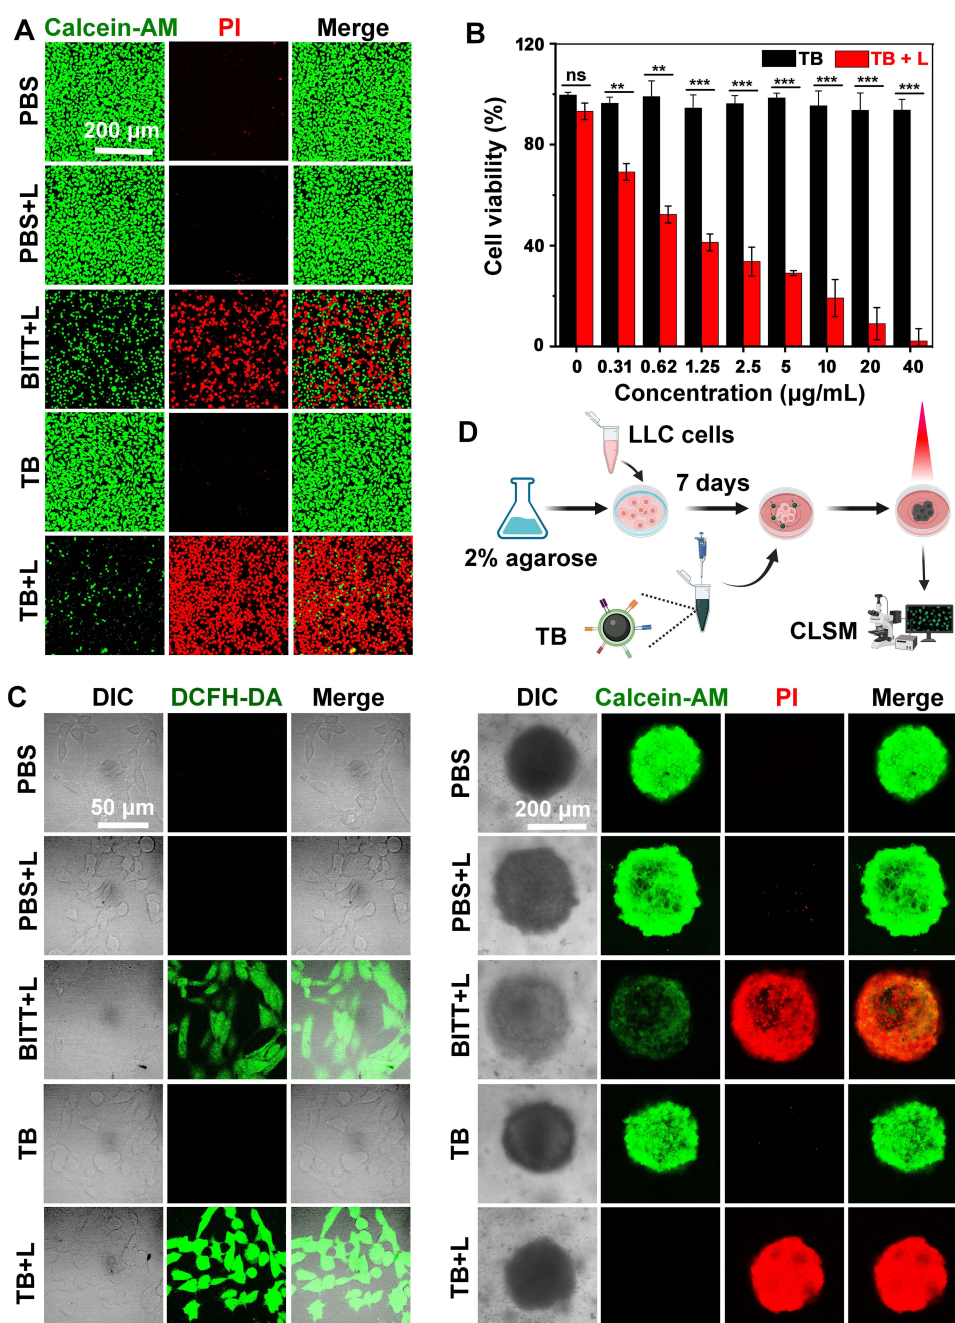 A
Calcein-AM PI Merge
PBS
200 µm
PBS+L
BITT+L
TB
TB+L
B
TB TB + L
120
80
40
0
Cell viability (%)
ns ** ** *** *** *** *** *** ***
0 0.31 0.62 1.25 2.5 5 10 20 40
Concentration (µg/mL)
D
LLC cells
7 days
2% agarose
TB
CLSM
C
DIC DCFH-DA Merge
PBS
50 µm
PBS+L
BITT+L
TB
TB+L
DIC Calcein-AM PI Merge
PBS
200 µm
PBS+L
BITT+L
TB
TB+L